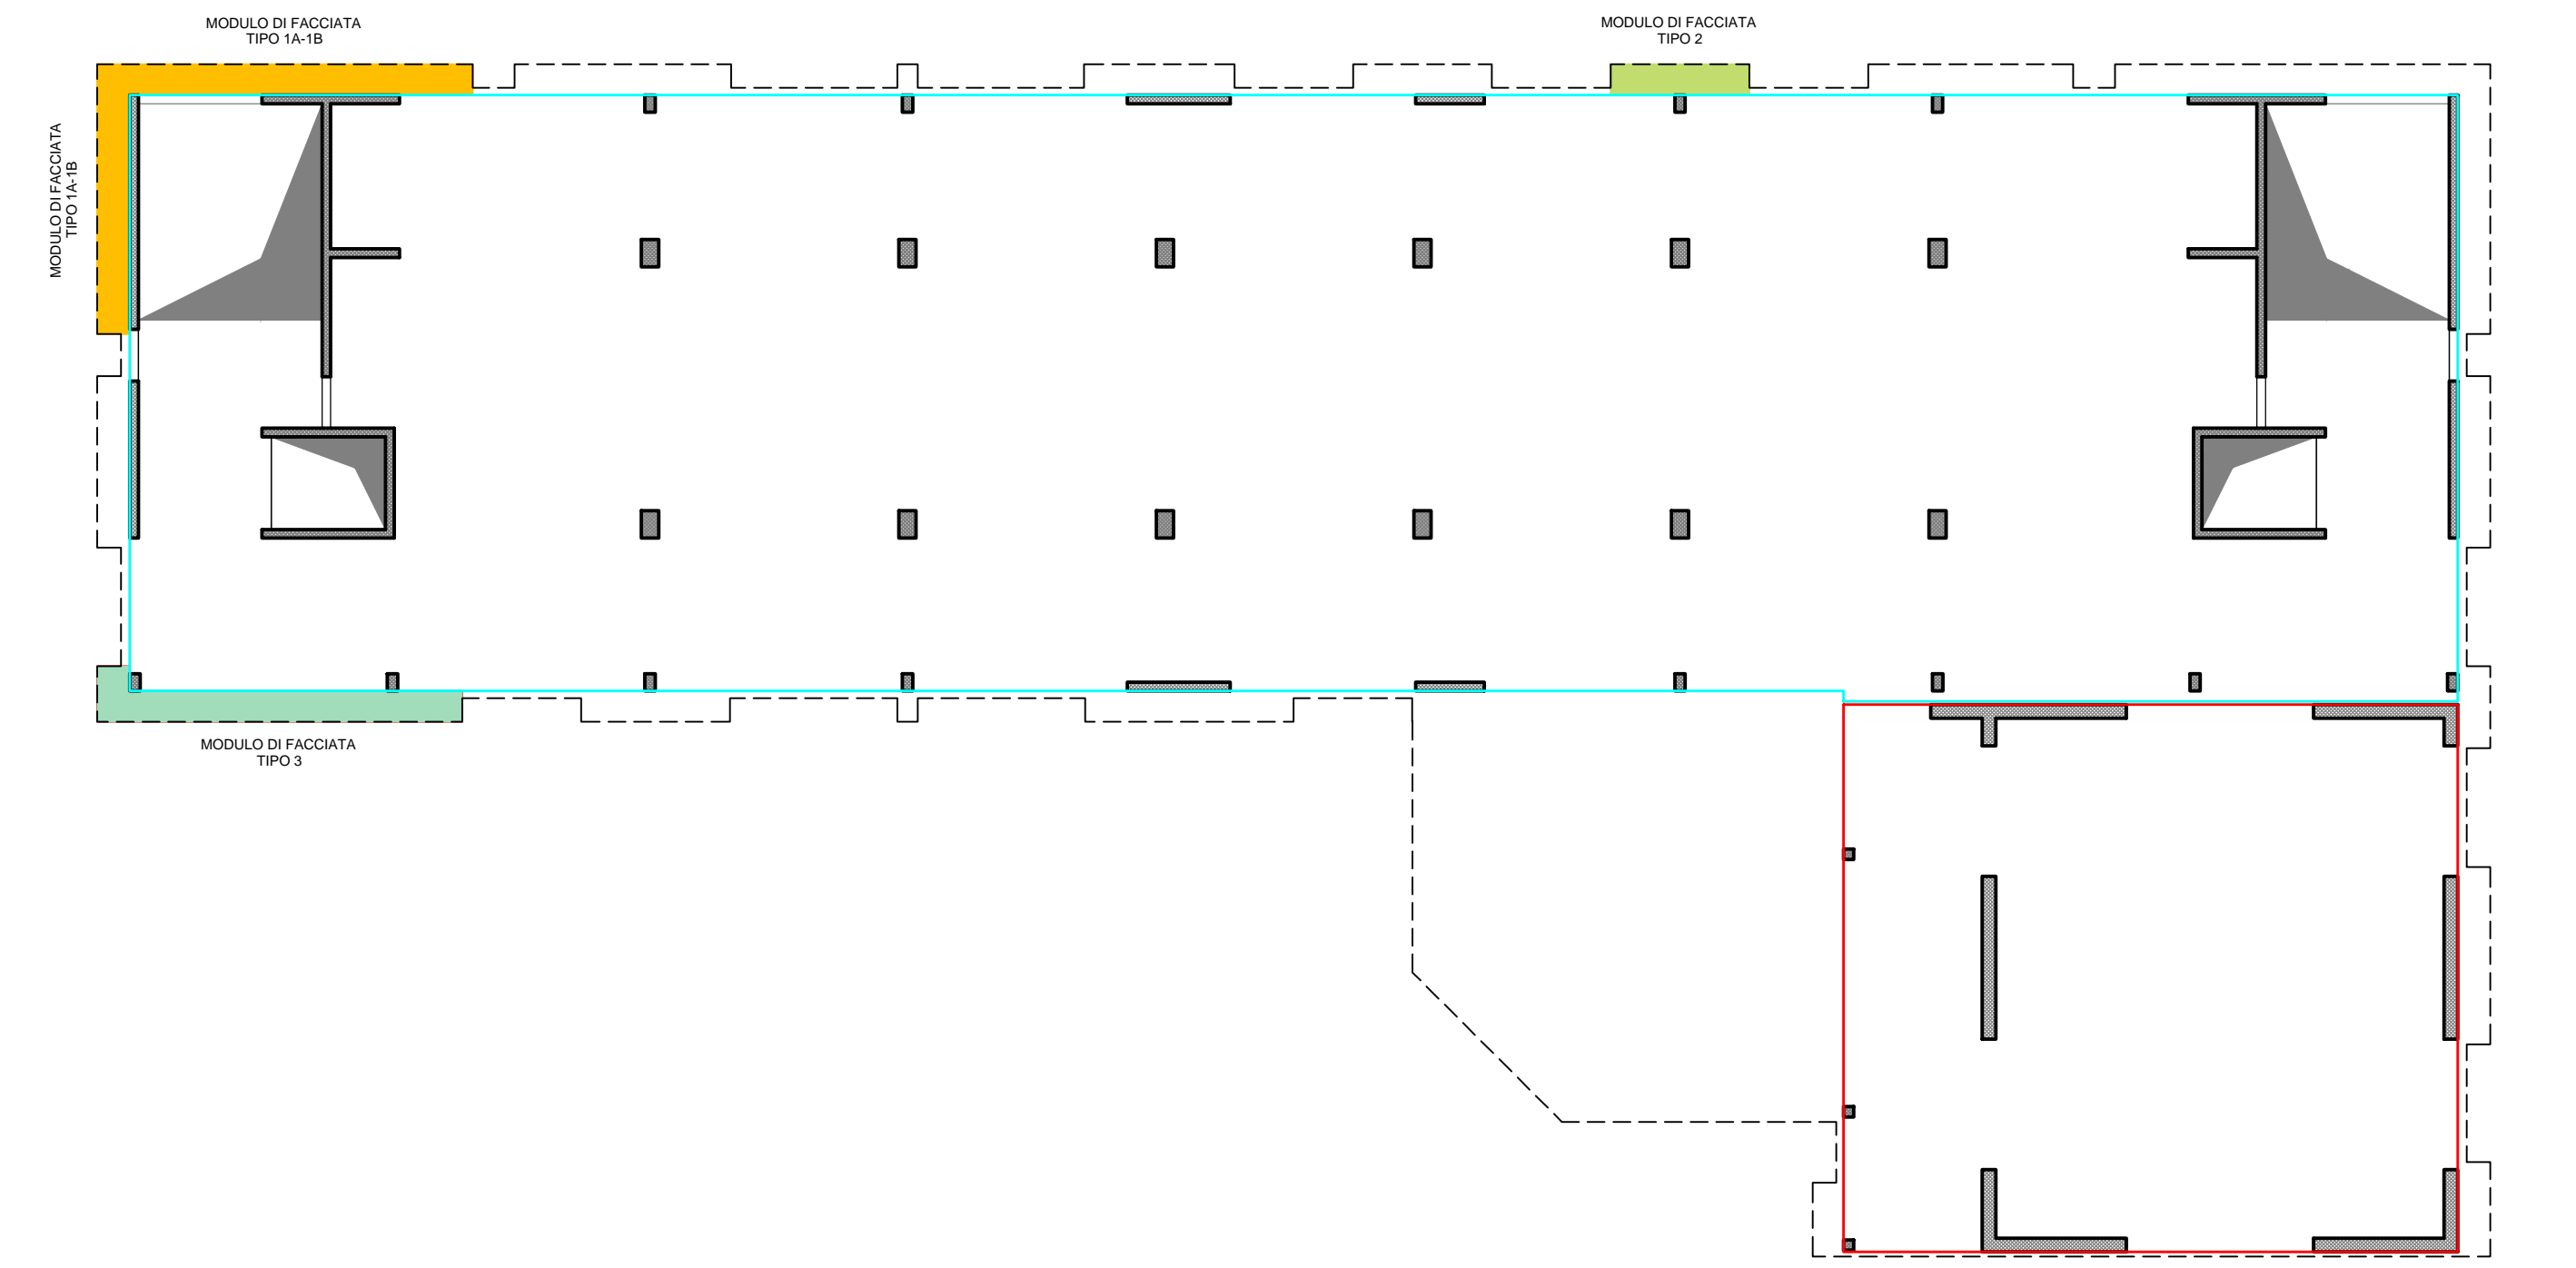 MODULO DI FACCIATA
TIPO 1A-1B
MODULO DI FACCIATA
TIPO 2
MODULO DI FACCIATA
TIPO 1A-1B
MODULO DI FACCIATA
TIPO 3